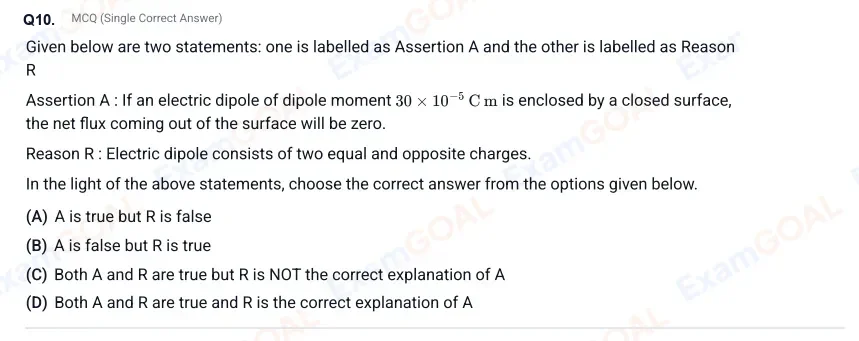 Q10. MCQ (Single Correct Answer)
Given below are two statements: one is labelled as Assertion A and the other is labelled as Reason
R
Assertion A : If an electric dipole of dipole moment 30 × 10⁻⁵ C m is enclosed by a closed surface,
the net flux coming out of the surface will be zero.
Reason R : Electric dipole consists of two equal and opposite charges.
In the light of the above statements, choose the correct answer from the options given below.
(A) A is true but R is false
(B) A is false but R is true
(C) Both A and R are true but R is NOT the correct explanation of A
(D) Both A and R are true and R is the correct explanation of A
ExamGOAL